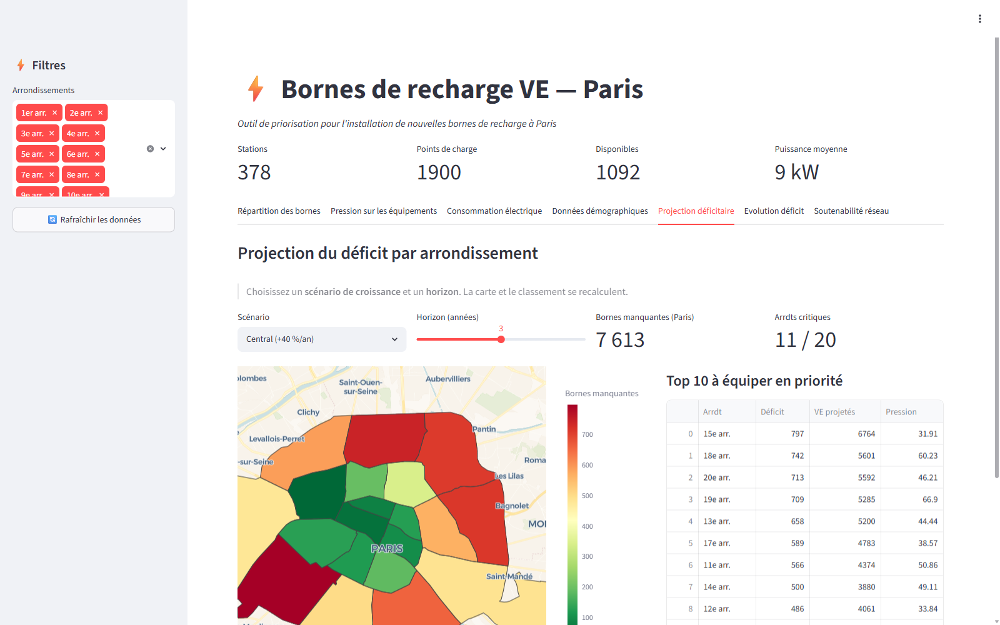 Filtres
Arrondissements
1er arr. × 2e arr. ×
3e arr. × 4e arr. ×
5e arr. × 6e arr. ×
7e arr. × 8e arr. ×
9e arr. × 10e arr. ×
Rafraîchir les données
Bornes de recharge VE — Paris
Outil de priorisation pour l'installation de nouvelles bornes de recharge à Paris
Stations Points de charge Disponibles Puissance moyenne
378 1900 1092 9 kW
Répartition des bornes Pression sur les équipements Consommation électrique Données démographiques Projection déficitaire Evolution déficit Soutenabilité réseau
Projection du déficit par arrondissement
Choisissez un scénario de croissance et un horizon. La carte et le classement se recalculent.
Scénario Horizon (années) Bornes manquantes (Paris) Arrdts critiques
3
Central (+40 %/an) 7 613 11 / 20
olombes
Saint-Ouen-
sur-Seine
Aubervilliers
Clichy
Pantin
Levallois-Perret
-sur-Seine
Roma
Les Lilas
Bagnolet
MO
PARIS
Saint-Mandé
Bornes manquantes
700
600
500
400
300
200
100
Top 10 à équiper en priorité
Arrdt Déficit VE projetés Pression
0 15e arr. 797 6764 31.91
1 18e arr. 742 5601 60.23
2 20e arr. 713 5592 46.21
3 19e arr. 709 5285 66.9
4 13e arr. 658 5200 44.44
5 17e arr. 589 4783 38.57
6 11e arr. 566 4374 50.86
7 14e arr. 500 3880 49.11
8 12e arr. 486 4061 33.84